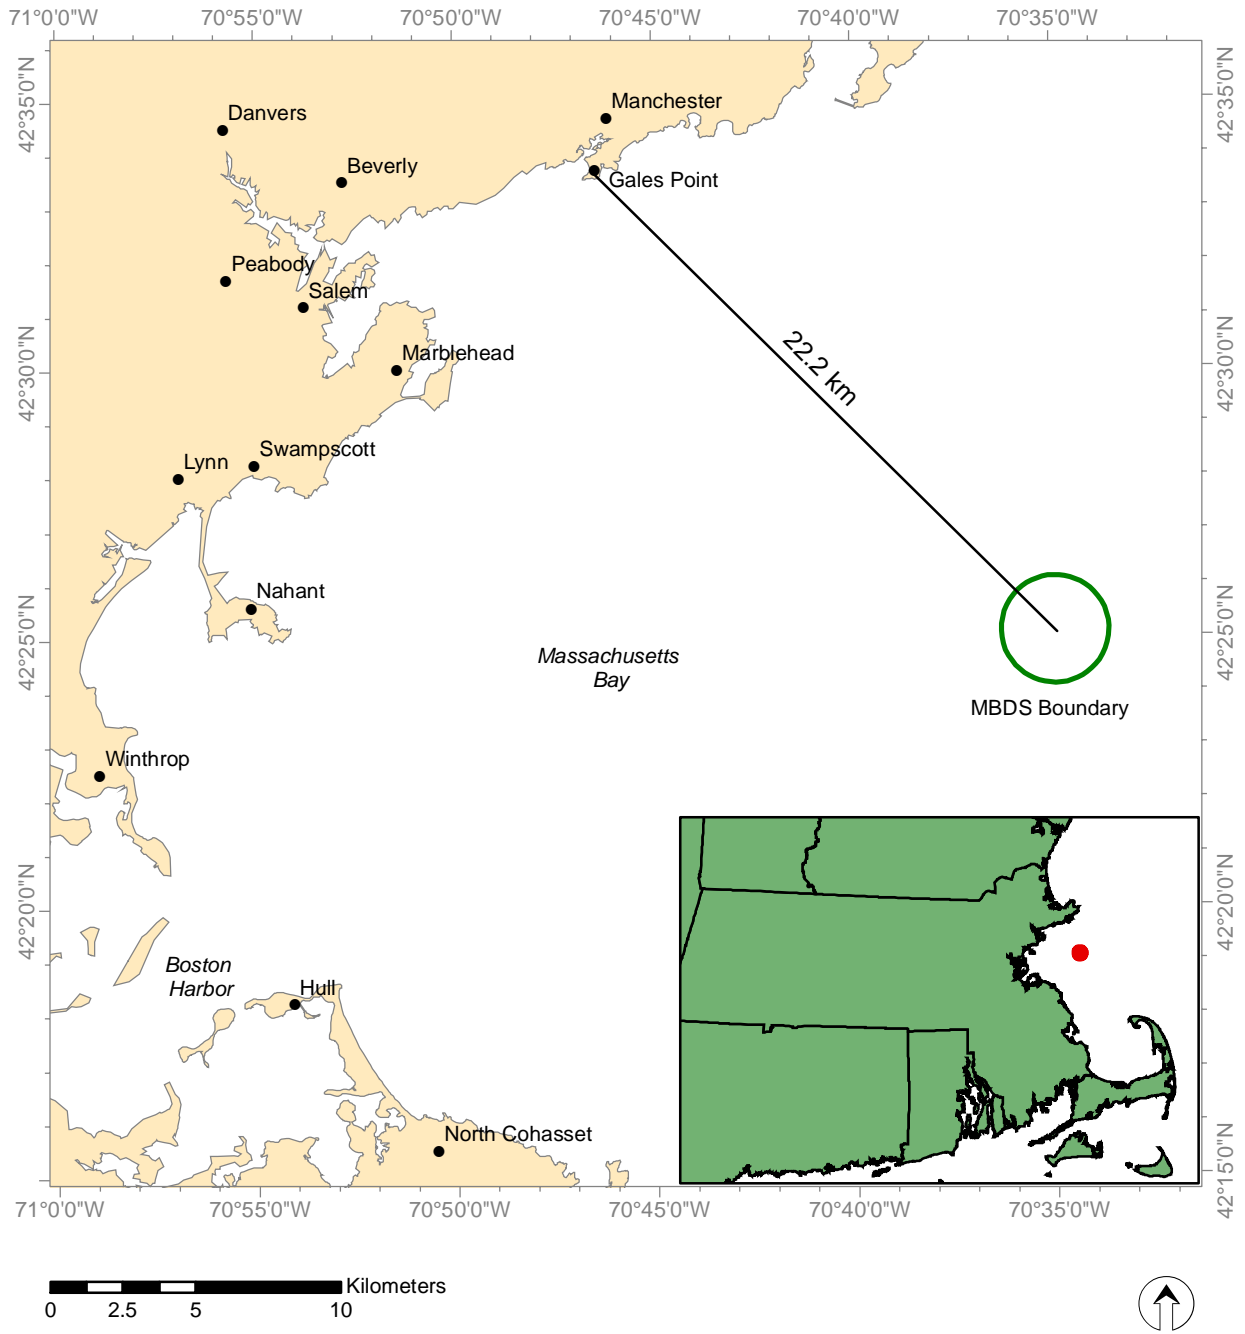 71°0'0"W 70°55'0"W 70°50'0"W 70°45'0"W 70°40'0"W 70°35'0"W
42°35'0"N
42°35'0"N
Manchester
Danvers
Beverly
Gales Point
Peabody
Salem
22.2 km
Marblehead
42°30'0"N
42°30'0"N
Swampscott
Lynn
Nahant
42°25'0"N
42°25'0"N
Massachusetts
Bay
MBDS Boundary
Winthrop
42°20'0"N
42°20'0"N
Boston
Harbor
Hull
North Cohasset
42°15'0"N
71°0'0"W 70°55'0"W 70°50'0"W 70°45'0"W 70°40'0"W 70°35'0"W
Kilometers
0 2.5 5 10